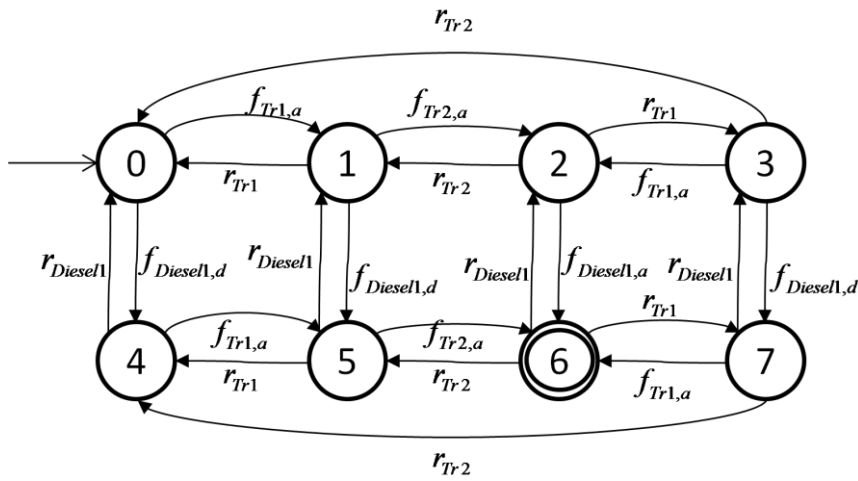 r_{Tr2}
f_{Tr1,a} f_{Tr2,a} r_{Tr1}
0 1 2 3
r_{Tr1} r_{Tr2} f_{Tr1,a}
r_{Diesel1} f_{Diesel1,d} r_{Diesel1} f_{Diesel1,d} r_{Diesel1} f_{Diesel1,a} r_{Diesel1} f_{Diesel1,d}
f_{Tr1,a} f_{Tr2,a} r_{Tr1}
4 5 6 7
r_{Tr1} r_{Tr2} f_{Tr1,a}
r_{Tr2}